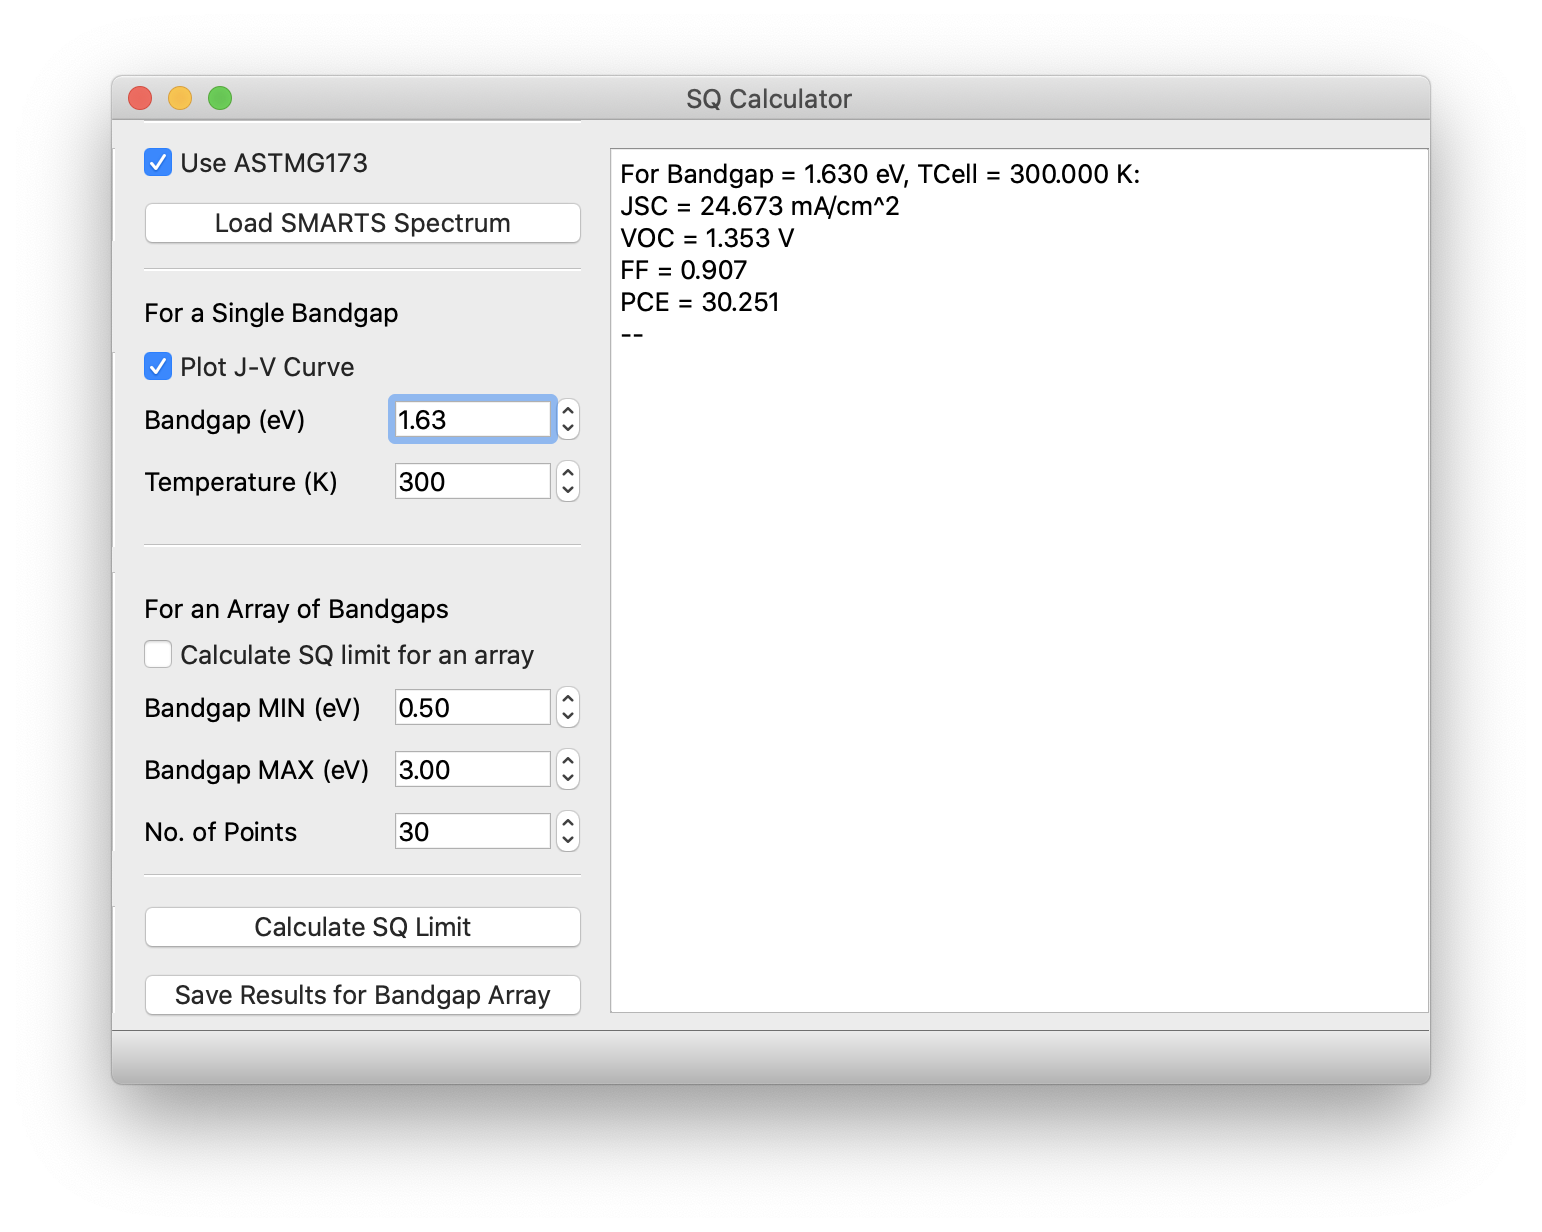 SQ Calculator
Use ASTMG173
Load SMARTS Spectrum
For a Single Bandgap
Plot J-V Curve
Bandgap (eV) 1.63
Temperature (K) 300
For an Array of Bandgaps
Calculate SQ limit for an array
Bandgap MIN (eV) 0.50
Bandgap MAX (eV) 3.00
No. of Points 30
Calculate SQ Limit
Save Results for Bandgap Array
For Bandgap = 1.630 eV, TCell = 300.000 K:
JSC = 24.673 mA/cm^2
VOC = 1.353 V
FF = 0.907
PCE = 30.251
--